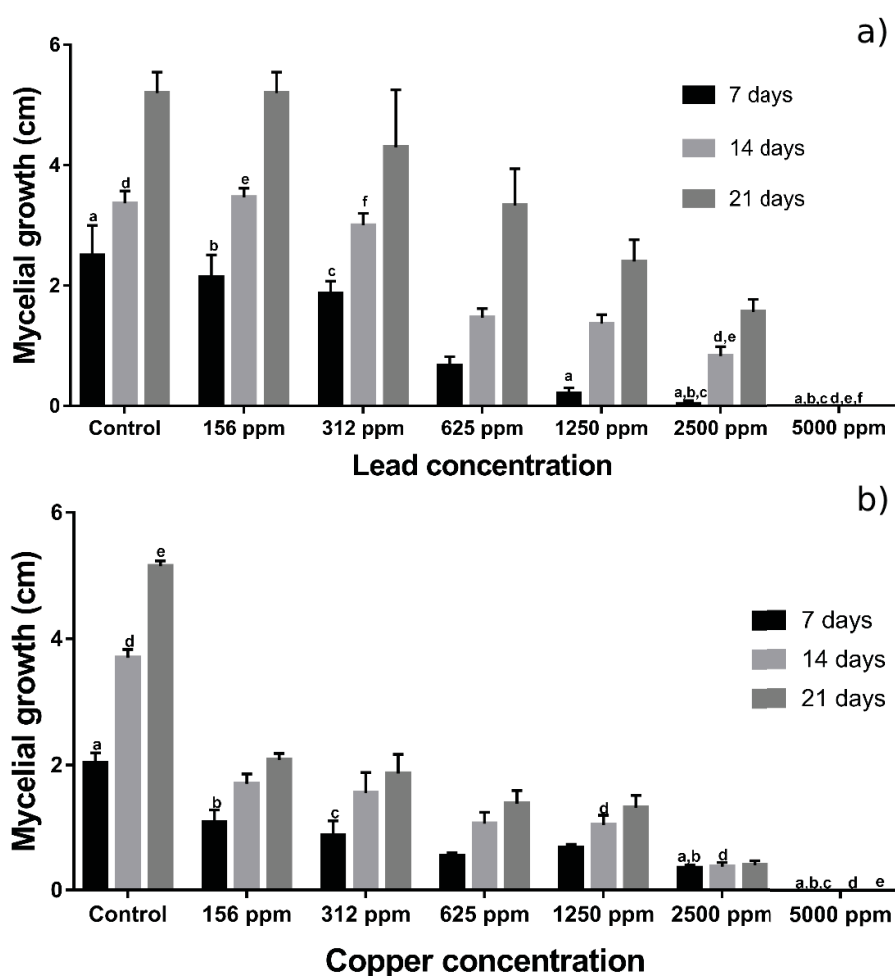 a)
Mycelial growth (cm)
6
4
2
0
7 days
14 days
21 days
a
d
b
e
c
f
a
a,b,c
d,e
a,b,c d,e,f
Control
156 ppm
312 ppm
625 ppm
1250 ppm
2500 ppm
5000 ppm
Lead concentration
b)
Mycelial growth (cm)
6
4
2
0
7 days
14 days
21 days
a
d
e
b
c
d
a,b
d
a,b,c
d
e
Control
156 ppm
312 ppm
625 ppm
1250 ppm
2500 ppm
5000 ppm
Copper concentration